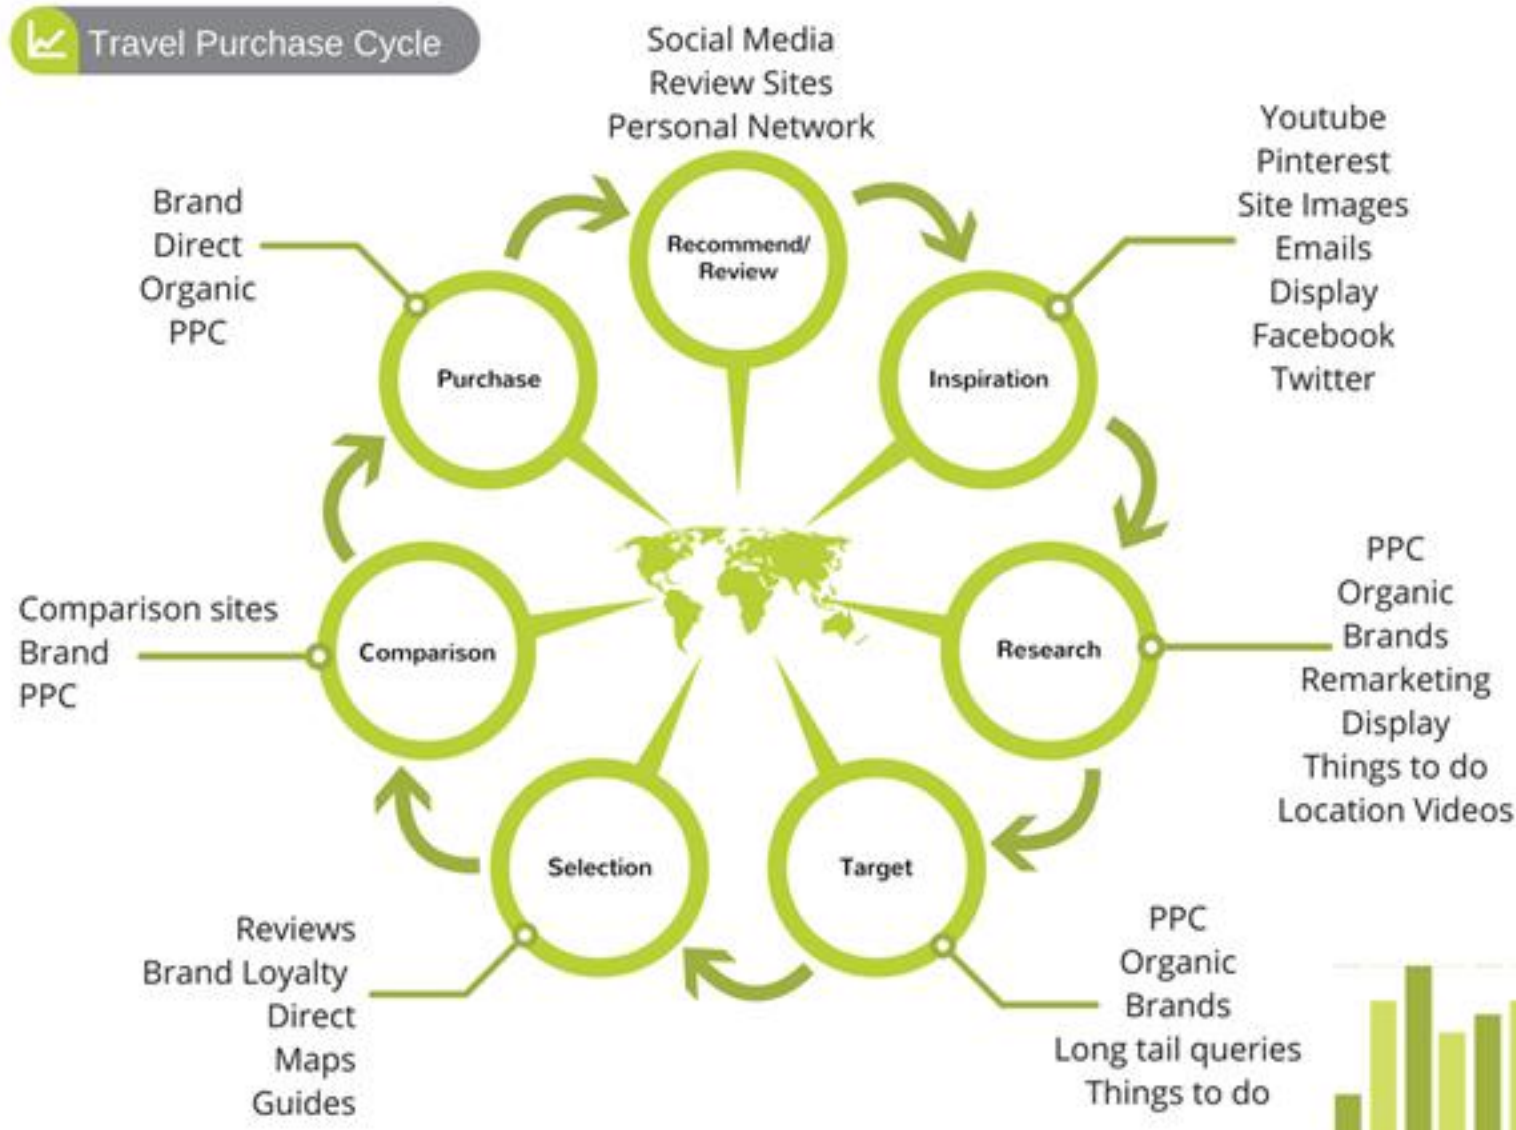 Travel Purchase Cycle
Social Media
Review Sites
Personal Network
Recommend/
Review
Youtube
Pinterest
Site Images
Emails
Display
Facebook
Twitter
Inspiration
PPC
Organic
Brands
Remarketing
Display
Things to do
Location Videos
Research
PPC
Organic
Brands
Long tail queries
Things to do
Target
Selection
Reviews
Brand Loyalty
Direct
Maps
Guides
Comparison
Comparison sites
Brand
PPC
Purchase
Brand
Direct
Organic
PPC